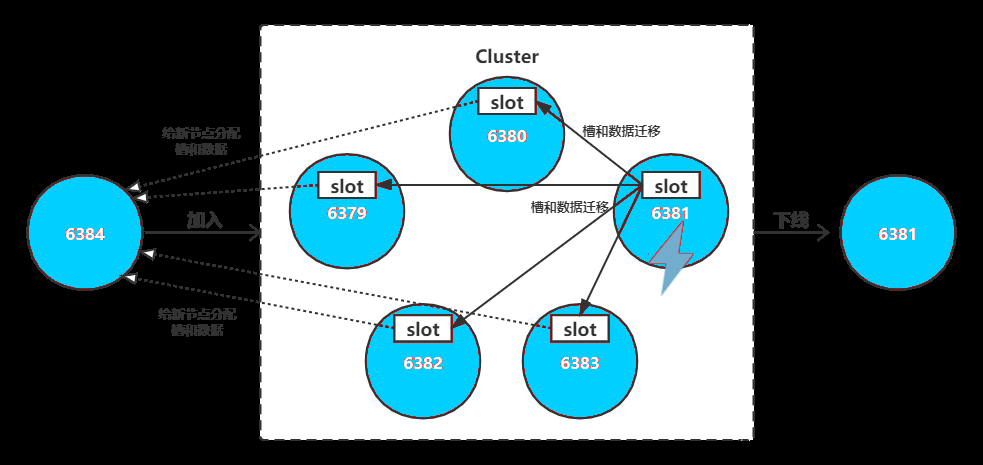 Cluster
slot
6380
槽和数据迁移
给新节点分配
槽和数据
slot
6379
slot
6381
槽和数据迁移
6384
加入
下线
6381
给新节点分配
槽和数据
slot
6382
slot
6383